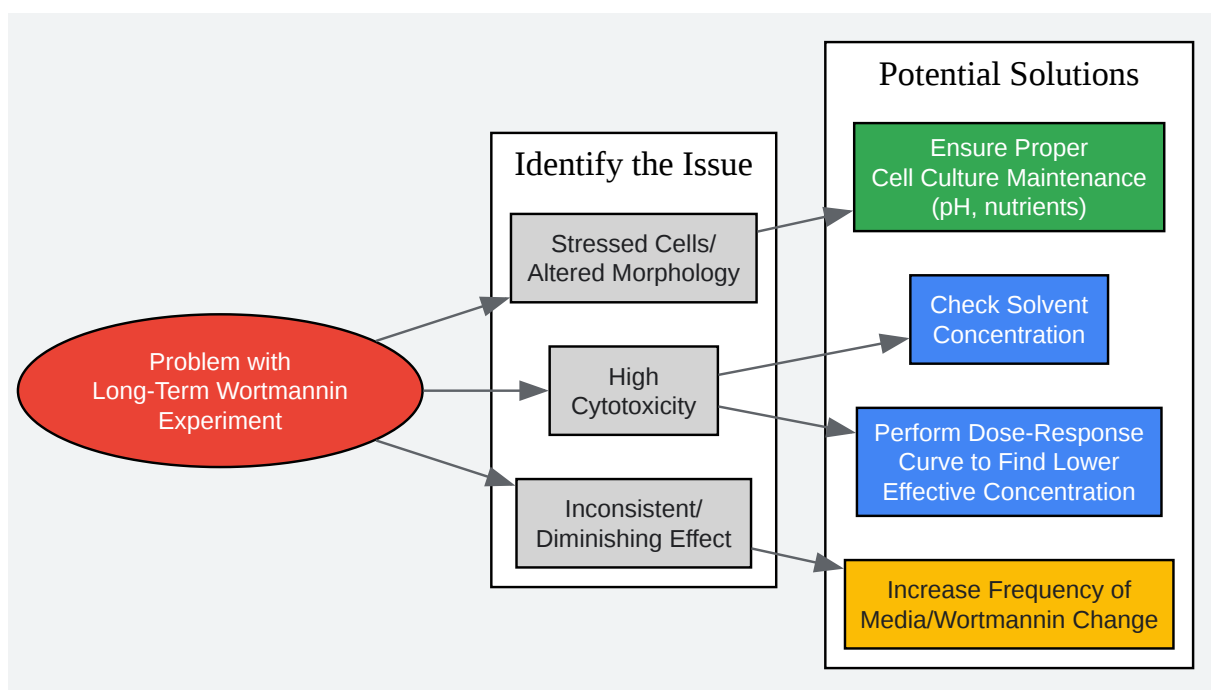 Problem with
Long-Term Wortmannin
Experiment
Identify the Issue
Stressed Cells/
Altered Morphology
High
Cytotoxicity
Inconsistent/
Diminishing Effect
Potential Solutions
Ensure Proper
Cell Culture Maintenance
(pH, nutrients)
Check Solvent
Concentration
Perform Dose-Response
Curve to Find Lower
Effective Concentration
Increase Frequency of
Media/Wortmannin Change